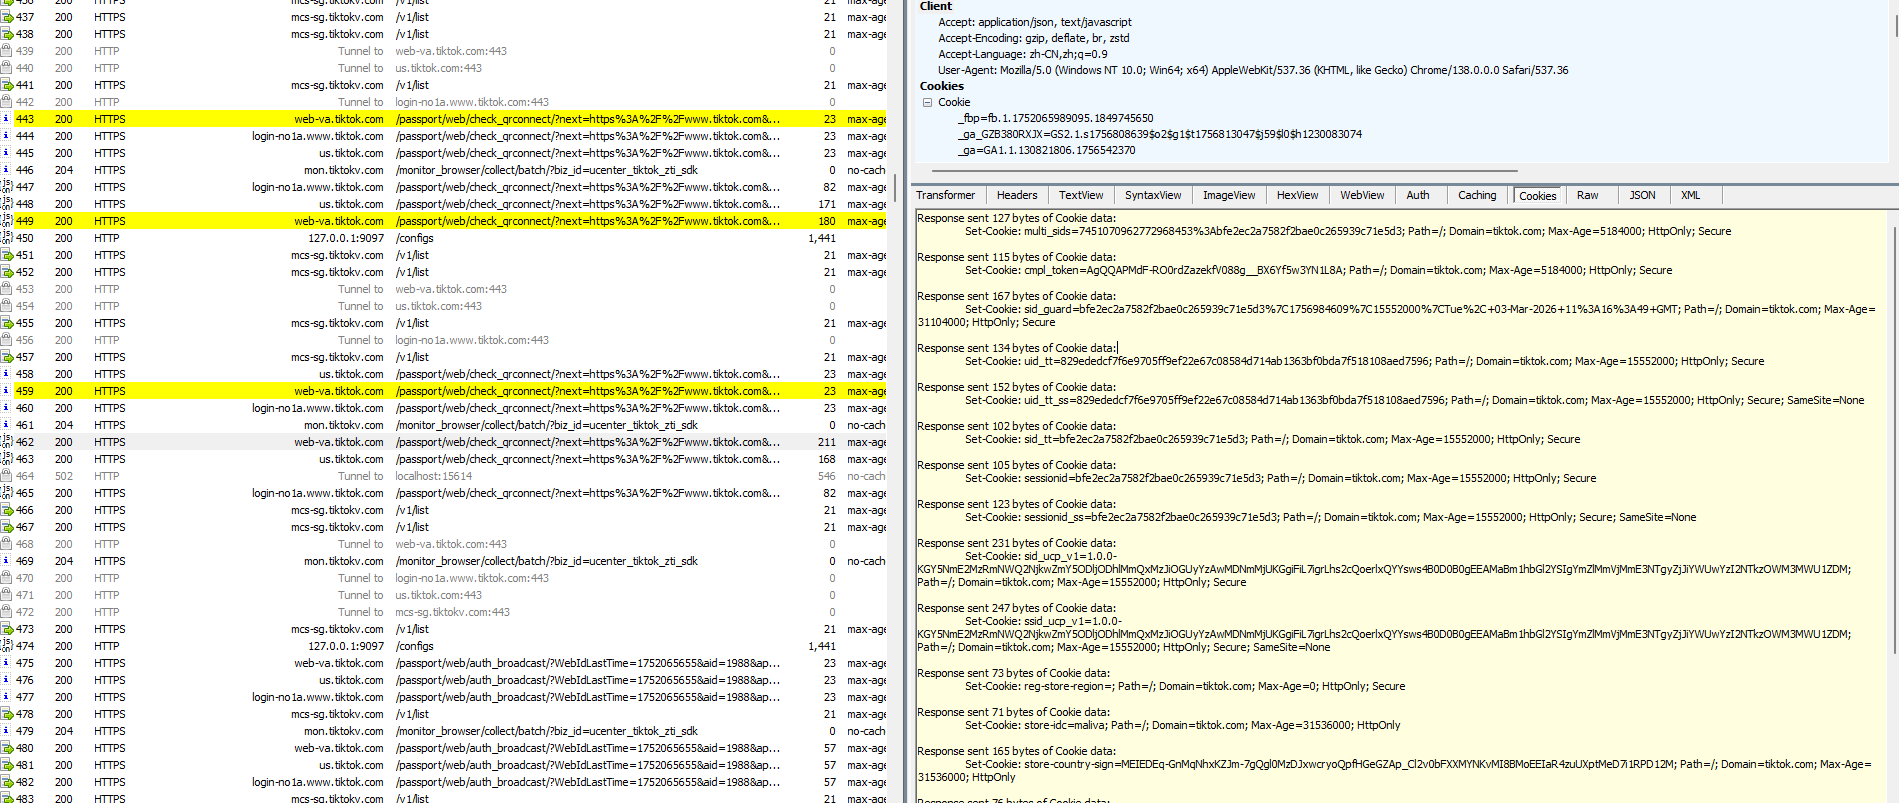 436 200 HTTPS mcs-sg.tiktokv.com /v1/list 21 max-age
437 200 HTTPS mcs-sg.tiktokv.com /v1/list 21 max-age
438 200 HTTPS mcs-sg.tiktokv.com /v1/list 21 max-age
439 200 HTTP Tunnel to web-va.tiktok.com:443 0
440 200 HTTP Tunnel to us.tiktok.com:443 0
441 200 HTTPS mcs-sg.tiktokv.com /v1/list 21 max-age
442 200 HTTP Tunnel to login-no1a.www.tiktok.com:443 0
443 200 HTTPS web-va.tiktok.com /passport/web/check_qrconnect/?next=https%3A%2F%2Fwww.tiktok.com&... 23 max-age
444 200 HTTPS login-no1a.www.tiktok.com /passport/web/check_qrconnect/?next=https%3A%2F%2Fwww.tiktok.com&... 23 max-age
445 200 HTTPS us.tiktok.com /passport/web/check_qrconnect/?next=https%3A%2F%2Fwww.tiktok.com&... 23 max-age
446 204 HTTPS mon.tiktokv.com /monitor_browser/collect/batch/?biz_id=ucenter_tiktok_zti_sdk 0 no-cach
447 200 HTTPS login-no1a.www.tiktok.com /passport/web/check_qrconnect/?next=https%3A%2F%2Fwww.tiktok.com&... 82 max-age
448 200 HTTPS us.tiktok.com /passport/web/check_qrconnect/?next=https%3A%2F%2Fwww.tiktok.com&... 171 max-age
449 200 HTTPS web-va.tiktok.com /passport/web/check_qrconnect/?next=https%3A%2F%2Fwww.tiktok.com&... 180 max-age
450 200 HTTP 127.0.0.1:9097 /configs 1,441
451 200 HTTPS mcs-sg.tiktokv.com /v1/list 21 max-age
452 200 HTTPS mcs-sg.tiktokv.com /v1/list 21 max-age
453 200 HTTP Tunnel to web-va.tiktok.com:443 0
454 200 HTTP Tunnel to us.tiktok.com:443 0
455 200 HTTPS mcs-sg.tiktokv.com /v1/list 21 max-age
456 200 HTTP Tunnel to login-no1a.www.tiktok.com:443 0
457 200 HTTPS mcs-sg.tiktokv.com /v1/list 21 max-age
458 200 HTTPS us.tiktok.com /passport/web/check_qrconnect/?next=https%3A%2F%2Fwww.tiktok.com&... 23 max-age
459 200 HTTPS web-va.tiktok.com /passport/web/check_qrconnect/?next=https%3A%2F%2Fwww.tiktok.com&... 23 max-age
460 200 HTTPS login-no1a.www.tiktok.com /passport/web/check_qrconnect/?next=https%3A%2F%2Fwww.tiktok.com&... 23 max-age
461 204 HTTPS mon.tiktokv.com /monitor_browser/collect/batch/?biz_id=ucenter_tiktok_zti_sdk 0 no-cach
462 200 HTTPS web-va.tiktok.com /passport/web/check_qrconnect/?next=https%3A%2F%2Fwww.tiktok.com&... 211 max-age
463 200 HTTPS us.tiktok.com /passport/web/check_qrconnect/?next=https%3A%2F%2Fwww.tiktok.com&... 168 max-age
464 502 HTTP Tunnel to localhost:15614 546 no-cach
465 200 HTTPS login-no1a.www.tiktok.com /passport/web/check_qrconnect/?next=https%3A%2F%2Fwww.tiktok.com&... 82 max-age
466 200 HTTPS mcs-sg.tiktokv.com /v1/list 21 max-age
467 200 HTTPS mcs-sg.tiktokv.com /v1/list 21 max-age
468 200 HTTP Tunnel to web-va.tiktok.com:443 0
469 204 HTTPS mon.tiktokv.com /monitor_browser/collect/batch/?biz_id=ucenter_tiktok_zti_sdk 0 no-cach
470 200 HTTP Tunnel to login-no1a.www.tiktok.com:443 0
471 200 HTTP Tunnel to us.tiktok.com:443 0
472 200 HTTP Tunnel to mcs-sg.tiktokv.com:443 0
473 200 HTTPS mcs-sg.tiktokv.com /v1/list 21 max-age
474 200 HTTP 127.0.0.1:9097 /configs 1,441
475 200 HTTPS web-va.tiktok.com /passport/web/auth_broadcast/?WebIdLastTime=1752065655&aid=1988&ap... 23 max-age
476 200 HTTPS us.tiktok.com /passport/web/auth_broadcast/?WebIdLastTime=1752065655&aid=1988&ap... 23 max-age
477 200 HTTPS login-no1a.www.tiktok.com /passport/web/auth_broadcast/?WebIdLastTime=1752065655&aid=1988&ap... 23 max-age
478 200 HTTPS mcs-sg.tiktokv.com /v1/list 21 max-age
479 204 HTTPS mon.tiktokv.com /monitor_browser/collect/batch/?biz_id=ucenter_tiktok_zti_sdk 0 no-cach
480 200 HTTPS web-va.tiktok.com /passport/web/auth_broadcast/?WebIdLastTime=1752065655&aid=1988&ap... 57 max-age
481 200 HTTPS us.tiktok.com /passport/web/auth_broadcast/?WebIdLastTime=1752065655&aid=1988&ap... 57 max-age
482 200 HTTPS login-no1a.www.tiktok.com /passport/web/auth_broadcast/?WebIdLastTime=1752065655&aid=1988&ap... 57 max-age
483 200 HTTPS mcs-sg.tiktokv.com /v1/list 21 max-age
Client
Accept: application/json, text/javascript
Accept-Encoding: gzip, deflate, br, zstd
Accept-Language: zh-CN,zh;q=0.9
User-Agent: Mozilla/5.0 (Windows NT 10.0; Win64; x64) AppleWebKit/537.36 (KHTML, like Gecko) Chrome/138.0.0.0 Safari/537.36
Cookies
Cookie
_fbp=fb.1.1752065989095.1849745650
_ga_GZB380RXJX=GS2.1.s1756808639$o2$g1$t1756813047$j59$l0$h1230083074
_ga=GA1.1.130821806.1756542370
Transformer Headers TextView SyntaxView ImageView HexView WebView Auth Caching Cookies Raw JSON XML
Response sent 127 bytes of Cookie data:
Set-Cookie: multi_sids=7451070962772968453%3Abfe2ec2a7582f2bae0c265939c71e5d3; Path=/; Domain=tiktok.com; Max-Age=5184000; HttpOnly; Secure
Response sent 115 bytes of Cookie data:
Set-Cookie: cmpl_token=AgQQAPMdF-RO0rdZazekfV088g__BX6Yf5w3YN1L8A; Path=/; Domain=tiktok.com; Max-Age=5184000; HttpOnly; Secure
Response sent 167 bytes of Cookie data:
Set-Cookie: sid_guard=bfe2ec2a7582f2bae0c265939c71e5d3%7C1756984609%7C15552000%7CTue%2C+03-Mar-2026+11%3A16%3A49+GMT; Path=/; Domain=tiktok.com; Max-Age=
31104000; HttpOnly; Secure
Response sent 134 bytes of Cookie data:
Set-Cookie: uid_tt=829ededcf7f6e9705ff9ef22e67c08584d714ab1363bf0bda7f518108aed7596; Path=/; Domain=tiktok.com; Max-Age=15552000; HttpOnly; Secure
Response sent 152 bytes of Cookie data:
Set-Cookie: uid_tt_ss=829ededcf7f6e9705ff9ef22e67c08584d714ab1363bf0bda7f518108aed7596; Path=/; Domain=tiktok.com; Max-Age=15552000; HttpOnly; Secure; SameSite=None
Response sent 102 bytes of Cookie data:
Set-Cookie: sid_tt=bfe2ec2a7582f2bae0c265939c71e5d3; Path=/; Domain=tiktok.com; Max-Age=15552000; HttpOnly; Secure
Response sent 105 bytes of Cookie data:
Set-Cookie: sessionid=bfe2ec2a7582f2bae0c265939c71e5d3; Path=/; Domain=tiktok.com; Max-Age=15552000; HttpOnly; Secure
Response sent 123 bytes of Cookie data:
Set-Cookie: sessionid_ss=bfe2ec2a7582f2bae0c265939c71e5d3; Path=/; Domain=tiktok.com; Max-Age=15552000; HttpOnly; Secure; SameSite=None
Response sent 231 bytes of Cookie data:
Set-Cookie: sid_ucp_v1=1.0.0-
KGY5NmE2MzRmNWQ2NjkwZmY5ODljODhlMmQxMzJiOGUyYzAwMDNmMjUKGgiFiL7igrLhs2cQoerlxQYYsws4B0D0B0gEEAMaBm1hbGl2YSIgYmZlMmVjMmE3NTgyZjJiYWUwYzI2NTkzOWM3MWU1ZDM;
Path=/; Domain=tiktok.com; Max-Age=15552000; HttpOnly; Secure
Response sent 247 bytes of Cookie data:
Set-Cookie: ssid_ucp_v1=1.0.0-
KGY5NmE2MzRmNWQ2NjkwZmY5ODljODhlMmQxMzJiOGUyYzAwMDNmMjUKGgiFiL7igrLhs2cQoerlxQYYsws4B0D0B0gEEAMaBm1hbGl2YSIgYmZlMmVjMmE3NTgyZjJiYWUwYzI2NTkzOWM3MWU1ZDM;
Path=/; Domain=tiktok.com; Max-Age=15552000; HttpOnly; Secure; SameSite=None
Response sent 73 bytes of Cookie data:
Set-Cookie: reg-store-region=; Path=/; Domain=tiktok.com; Max-Age=0; HttpOnly; Secure
Response sent 71 bytes of Cookie data:
Set-Cookie: store-idc=maliva; Path=/; Domain=tiktok.com; Max-Age=31536000; HttpOnly
Response sent 165 bytes of Cookie data:
Set-Cookie: store-country-sign=MEIEDEq-GnMqNhxKZJm-7gQgl0MzDJxwcryoQpfHGeGZAp_Cl2v0bFXXMYNKvMI8BMoEEIaR4zuUXptMeD7i1RPD12M; Path=/; Domain=tiktok.com; Max-Age=
31536000; HttpOnly
Response sent 76 bytes of Cookie data: